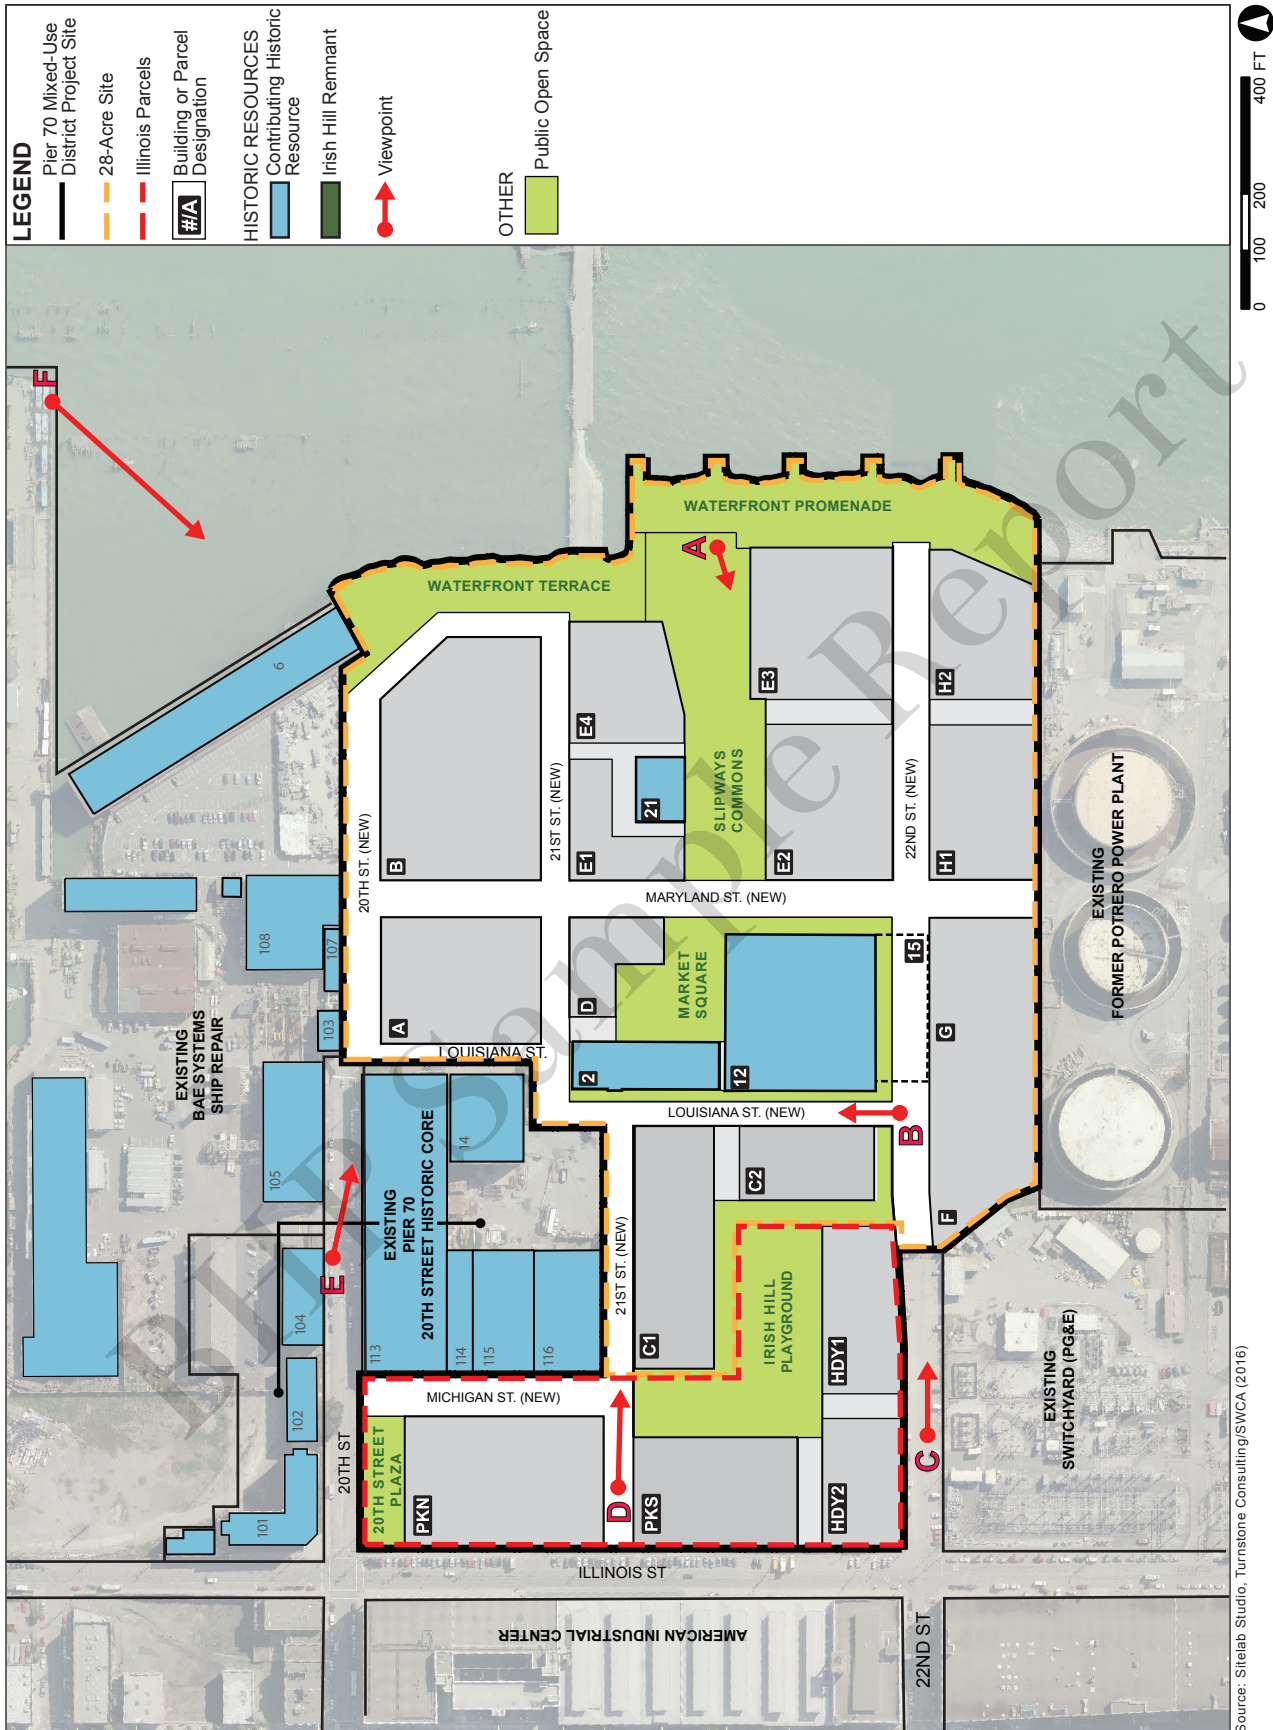 LEGEND
Pier 70 Mixed-Use
District Project Site
28-Acre Site
Illinois Parcels
#/A
Building or Parcel
Designation
HISTORIC RESOURCES
Contributing Historic
Resource
Irish Hill Remnant
Viewpoint
OTHER
Public Open Space
0
100
200
400 FT
F
6
WATERFRONT TERRACE
WATERFRONT PROMENADE
A
20TH ST. (NEW)
B
21ST ST. (NEW)
E4
E1
21
SLIPWAYS
COMMONS
E3
E2
22ND ST. (NEW)
H2
H1
MARYLAND ST. (NEW)
EXISTING
FORMER POTRERO POWER PLANT
EXISTING
BAE SYSTEMS
SHIP REPAIR
108
107
103
105
A
LOUISIANA ST.
D
MARKET
SQUARE
2
12
15
G
LOUISIANA ST. (NEW)
B
F
E
104
102
101
EXISTING
PIER 70
20TH STREET HISTORIC CORE
14
113
114
115
116
21ST ST. (NEW)
C1
C2
IRISH HILL
PLAYGROUND
HDY1
HDY2
MICHIGAN ST. (NEW)
20TH ST
20TH STREET
PLAZA
PKN
D
PKS
C
EXISTING
SWITCHYARD (PG&E)
ILLINOIS ST
AMERICAN INDUSTRIAL CENTER
22ND ST
Source: Sitelab Studio, Turnstone Consulting/SWCA (2016)
BHP Sample Report